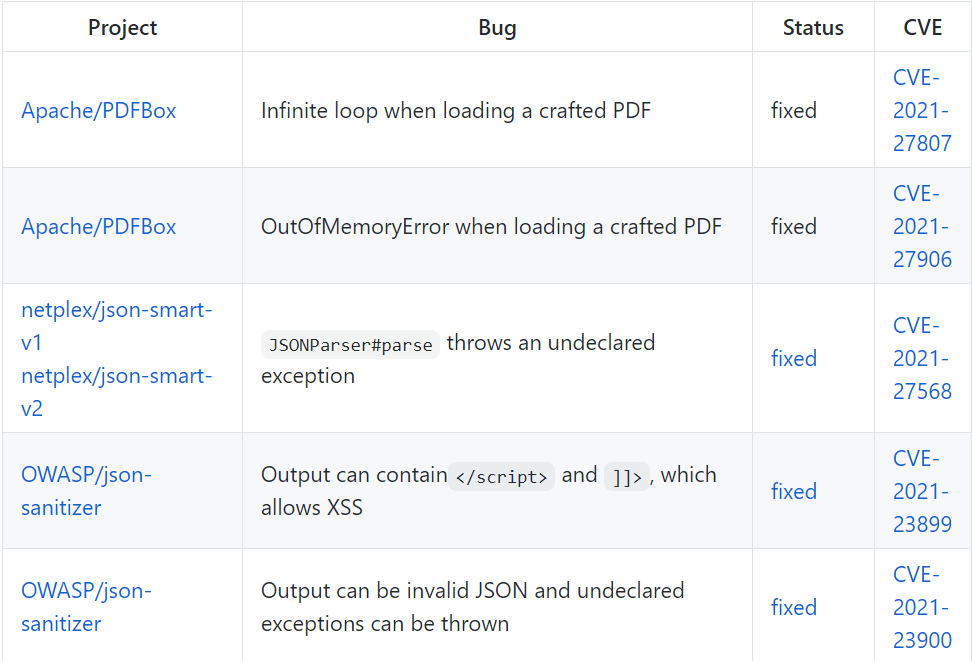 Project Bug Status CVE
Apache/PDFBox Infinite loop when loading a crafted PDF fixed CVE-
2021-
27807
Apache/PDFBox OutOfMemoryError when loading a crafted PDF fixed CVE-
2021-
27906
netplex/json-smart-
v1
netplex/json-smart-
v2
JSONParser#parse throws an undeclared
exception
fixed
CVE-
2021-
27568
OWASP/json-
sanitizer
Output can contain </script> and ]]>, which
allows XSS
fixed
CVE-
2021-
23899
OWASP/json-
sanitizer
Output can be invalid JSON and undeclared
exceptions can be thrown
fixed
CVE-
2021-
23900